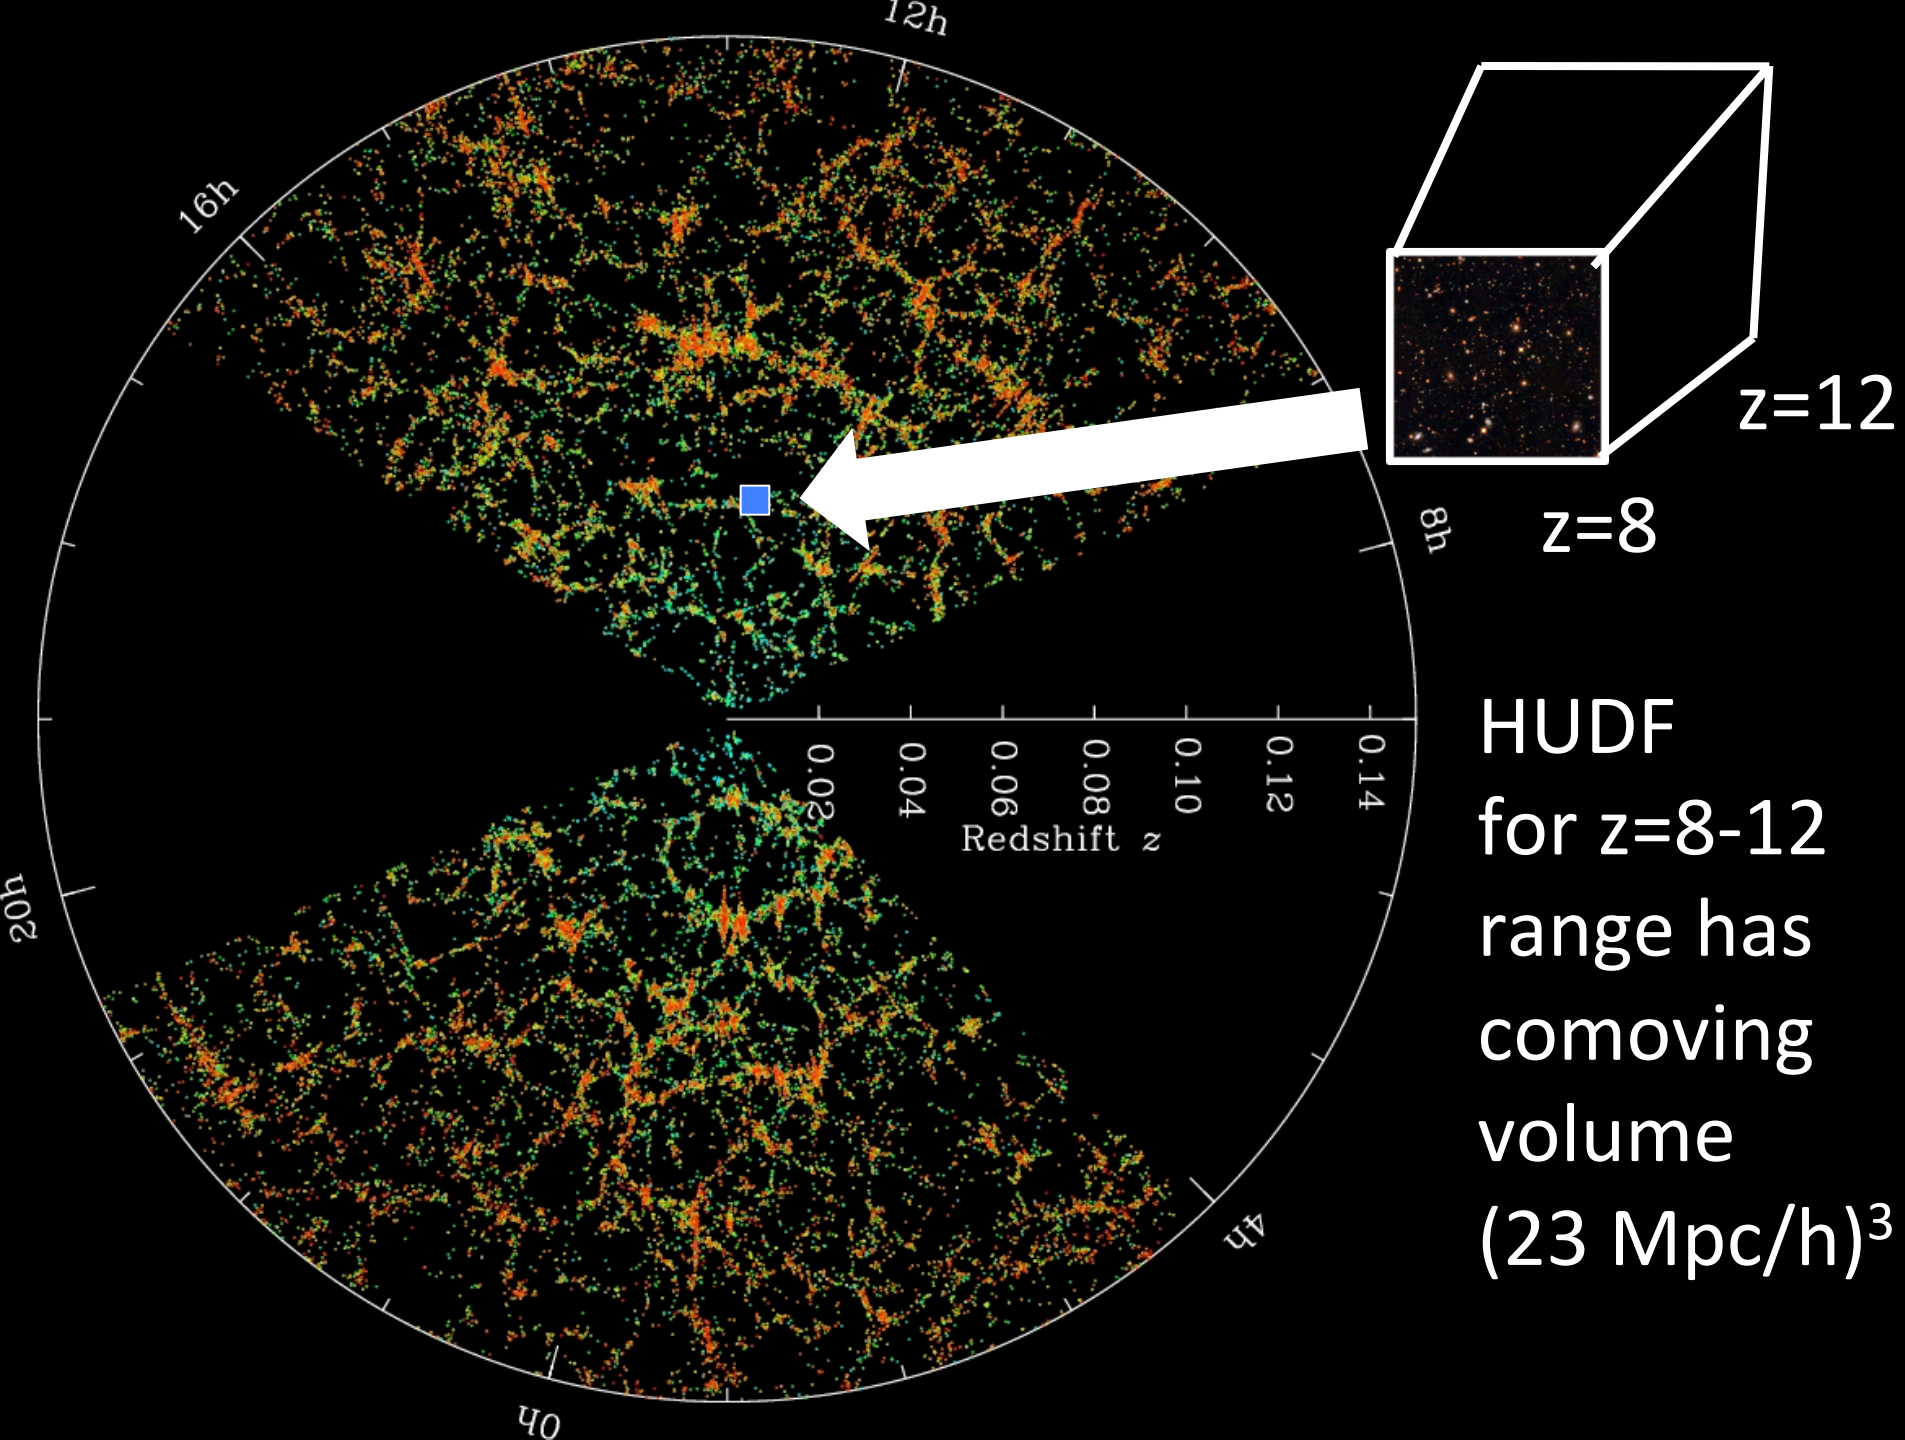 12h
16h
z=12
8h
z=8
0.02
0.04
0.06
0.08
0.10
0.12
0.14
Redshift z
20h
4h
0h
HUDF
for z=8-12
range has
comoving
volume
(23 Mpc/h)³